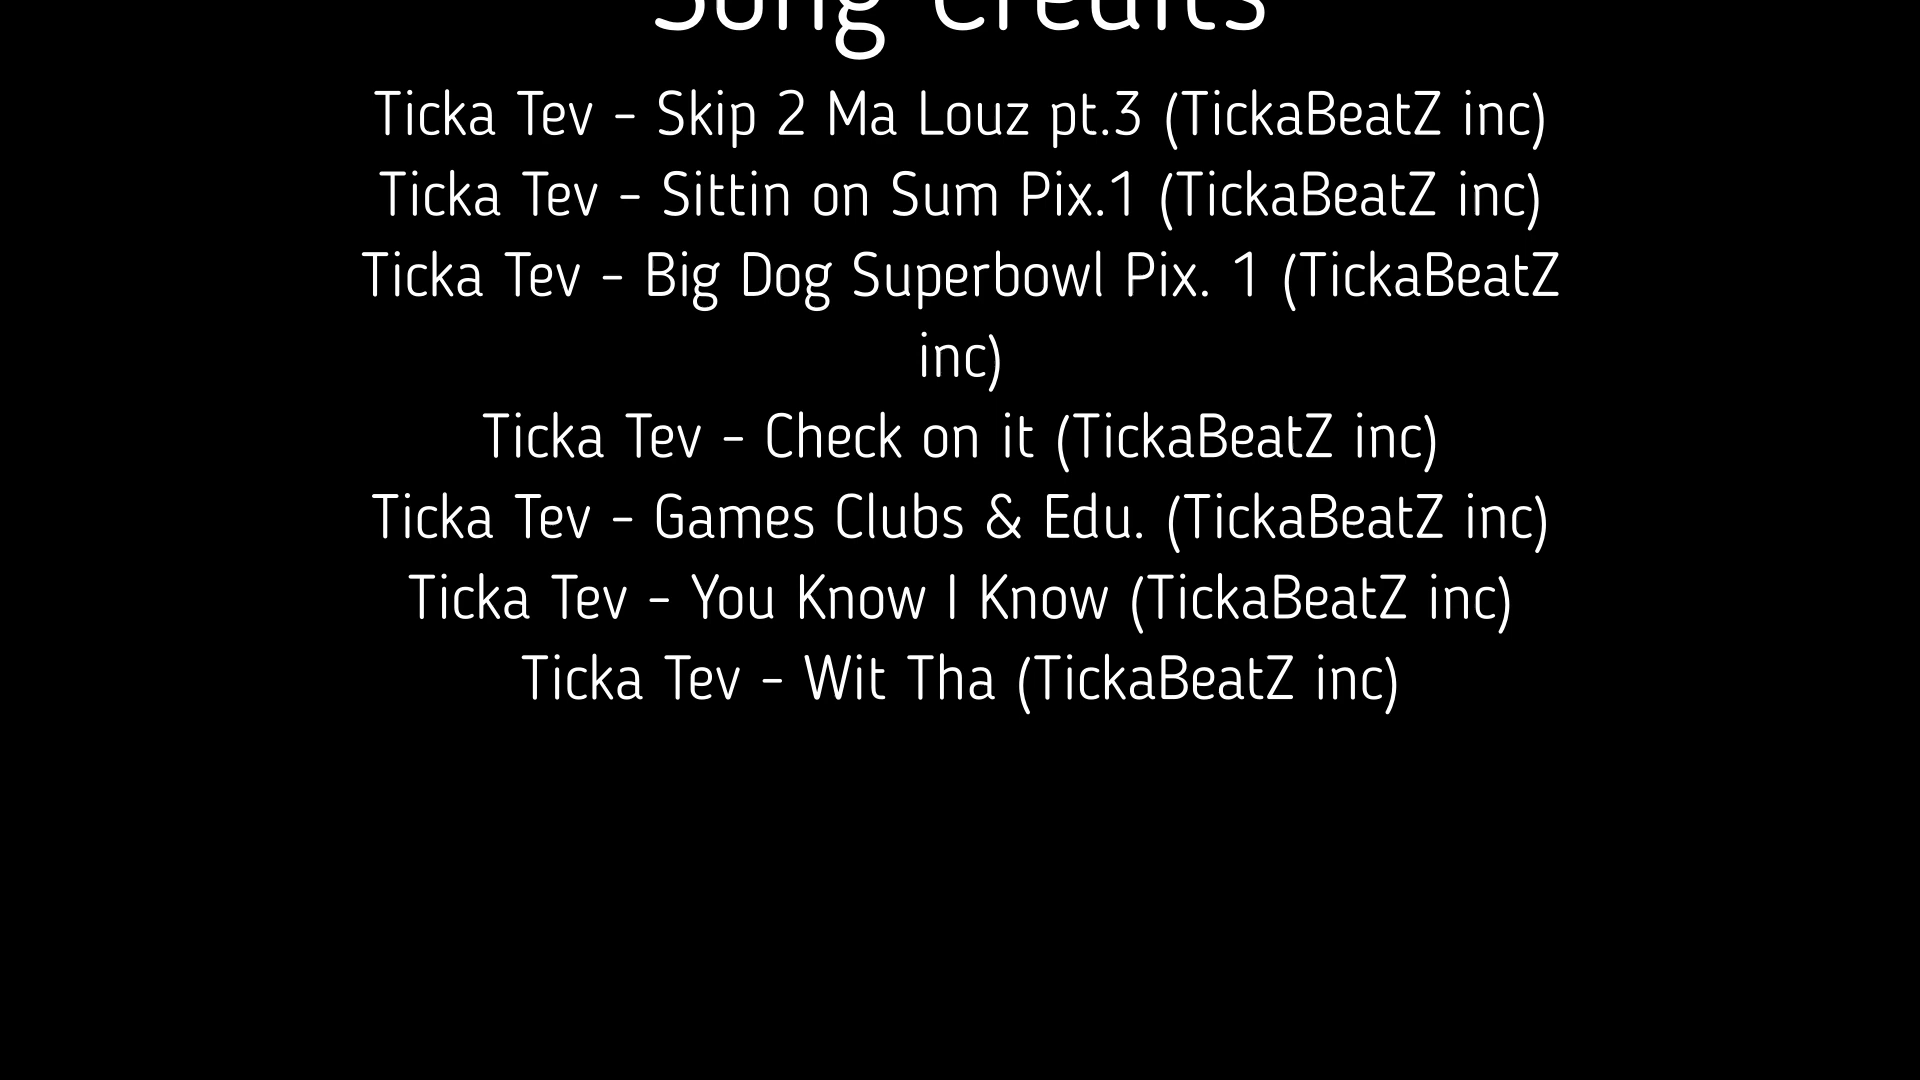 Song Credits
Ticka Tev - Skip 2 Ma Louz pt.3 (TickaBeatZ inc)
Ticka Tev - Sittin on Sum Pix.1 (TickaBeatZ inc)
Ticka Tev - Big Dog Superbowl Pix. 1 (TickaBeatZ
inc)
Ticka Tev - Check on it (TickaBeatZ inc)
Ticka Tev - Games Clubs & Edu. (TickaBeatZ inc)
Ticka Tev - You Know I Know (TickaBeatZ inc)
Ticka Tev - Wit Tha (TickaBeatZ inc)